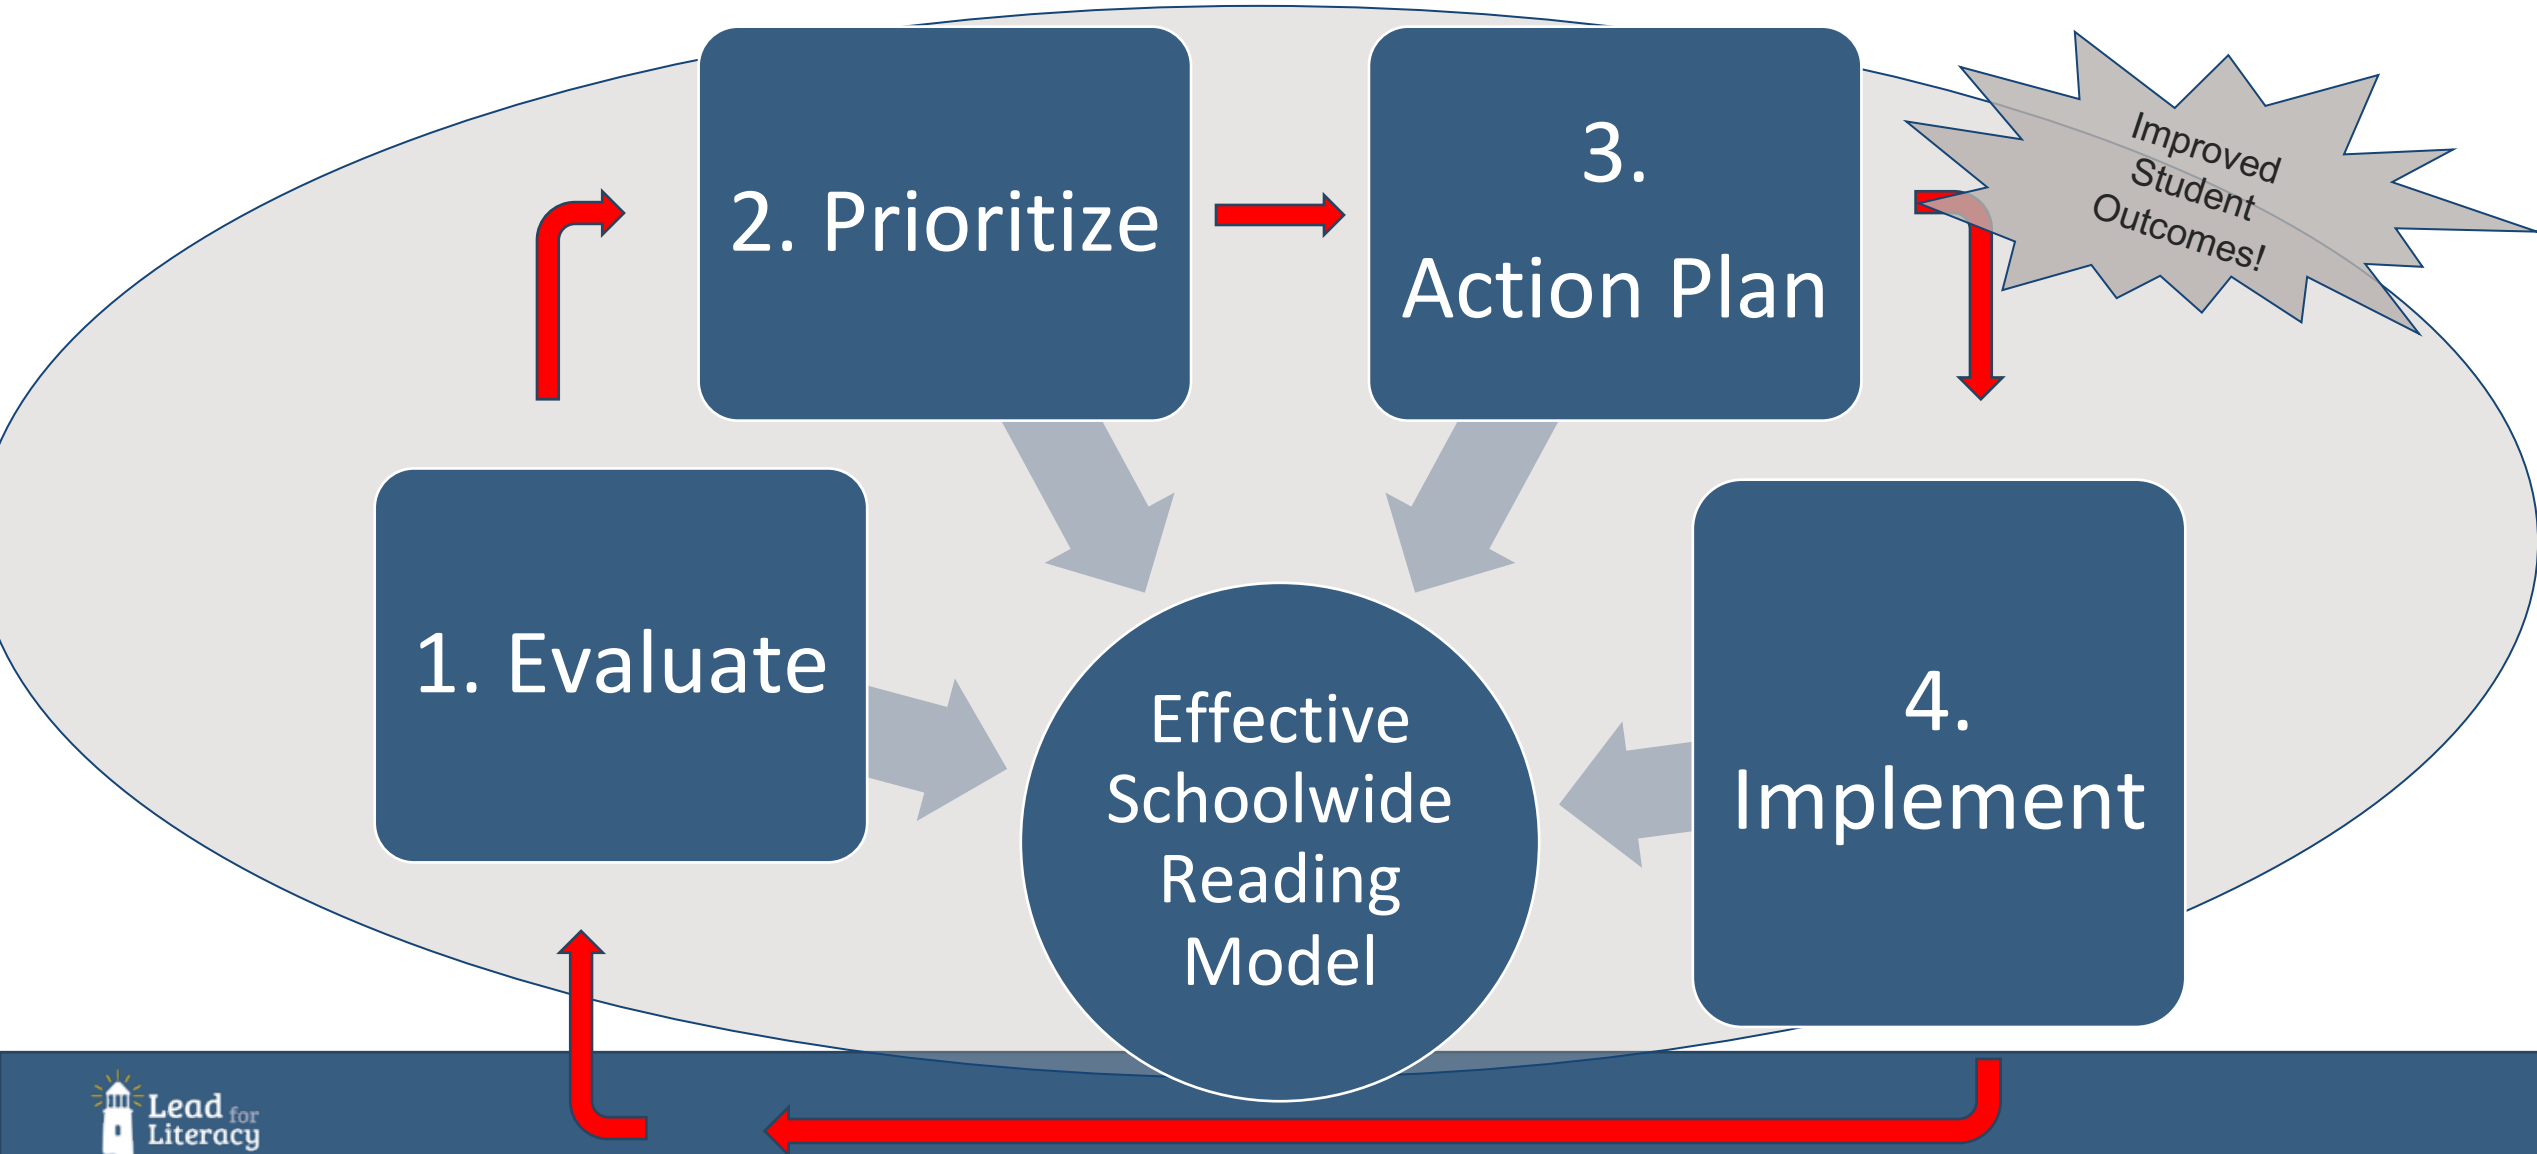 2. Prioritize
3.
Action Plan
Improved
Student
Outcomes!
1. Evaluate
4.
Implement
Effective
Schoolwide
Reading
Model
Lead for
Literacy